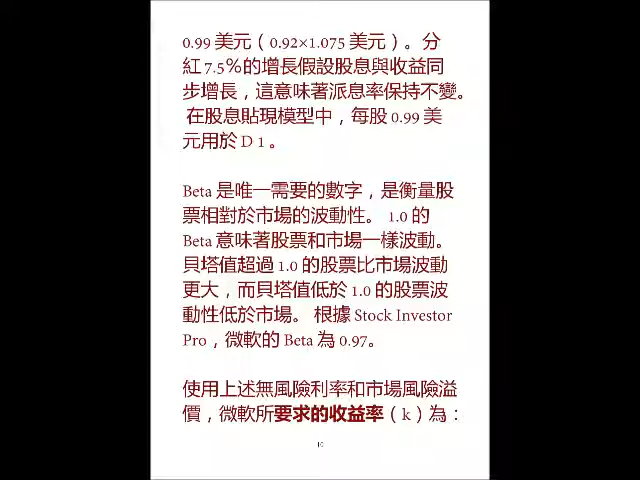 0.99 美元（0.92×1.075 美元）。分
紅 7.5%的增長假設股息與收益同
步增長，這意味著派息率保持不變。
在股息貼現模型中，每股 0.99 美
元用於 D 1 。
Beta 是唯一需要的數字，是衡量股
票相對於市場的波動性。 1.0 的
Beta 意味著股票和市場一樣波動。
貝塔值超過 1.0 的股票比市場波動
更大，而貝塔值低於 1.0 的股票波
動性低於市場。 根據 Stock Investor
Pro，微軟的 Beta 為 0.97。
使用上述無風險利率和市場風險溢
價，微軟所要求的收益率（k）為：
10